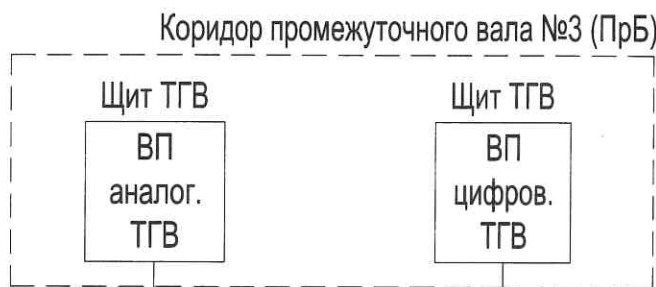 Коридор промежуточного вала №3 (ПрБ)
Щит ТГВ
ВП
аналог.
ТГВ
Щит ТГВ
ВП
цифров.
ТГВ